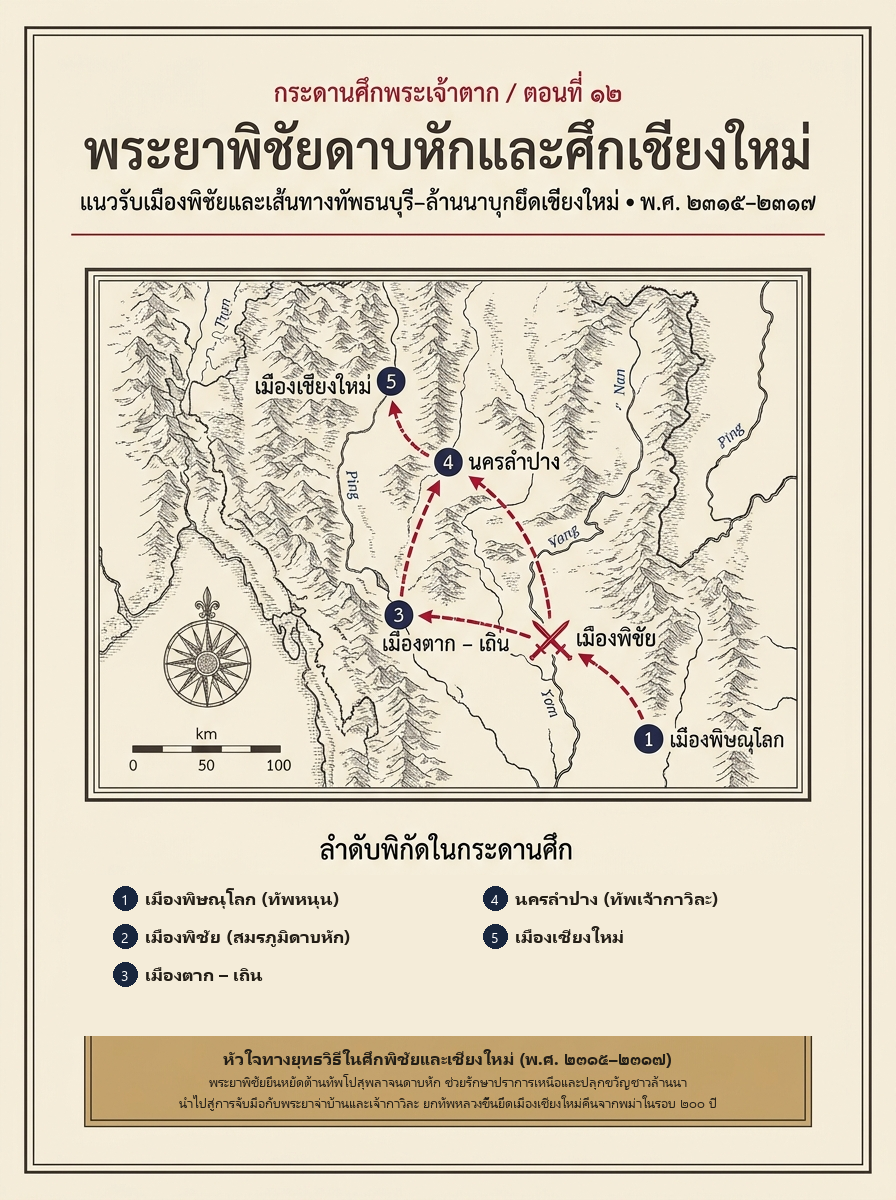 กระดานศึกพระเจ้าตาก / ตอนที่ ๑๒
พระยาพิชัยดาบหักและศึกเชียงใหม่
แนวรับเมืองพิชัยและเส้นทางทัพธนบุรี–ล้านนาบุกยึดเชียงใหม่ • พ.ศ. ๒๓๑๕–๒๓๑๗
Nan
Ping
เมืองเชียงใหม่ 5
4 นครลำปาง
Ping
Yang
3
เมืองตาก – เถิน
เมืองพิชัย
Yom
1 เมืองพิษณุโลก
km
0 50 100
ลำดับพิกัดในกระดานศึก
1 เมืองพิษณุโลก (ทัพหนุน)
2 เมืองพิชัย (สมรภูมิดาบหัก)
3 เมืองตาก – เถิน
4 นครลำปาง (ทัพเจ้ากาวิละ)
5 เมืองเชียงใหม่
หัวใจทางยุทธวิธีในศึกพิชัยและเชียงใหม่ (พ.ศ. ๒๓๑๕–๒๓๑๗)
พระยาพิชัยยืนหยัดต้านทัพโปสุพลาจนดาบหัก ช่วยรักษาปราการเหนือและปลุกขวัญชาวล้านนา
นำไปสู่การจับมือกับพระยาจ่าบ้านและเจ้ากาวิละ ยกทัพหลวงขึ้นยึดเมืองเชียงใหม่คืนจากพม่าในรอบ ๒๐๐ ปี